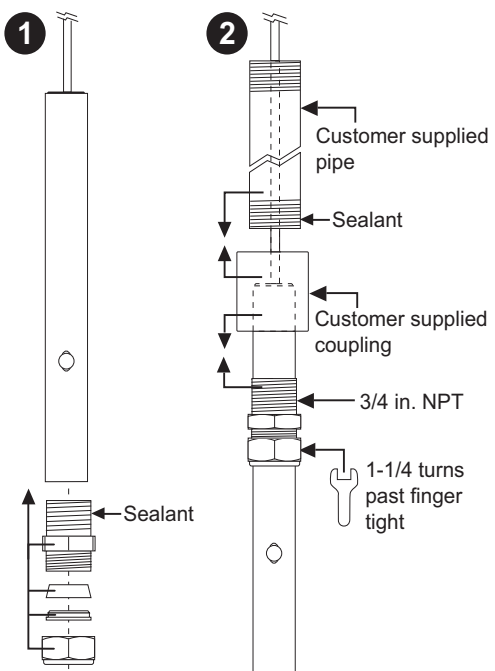 1
Sealant
2
Customer supplied
pipe
Sealant
Customer supplied
coupling
3/4 in. NPT
1-1/4 turns
past finger
tight